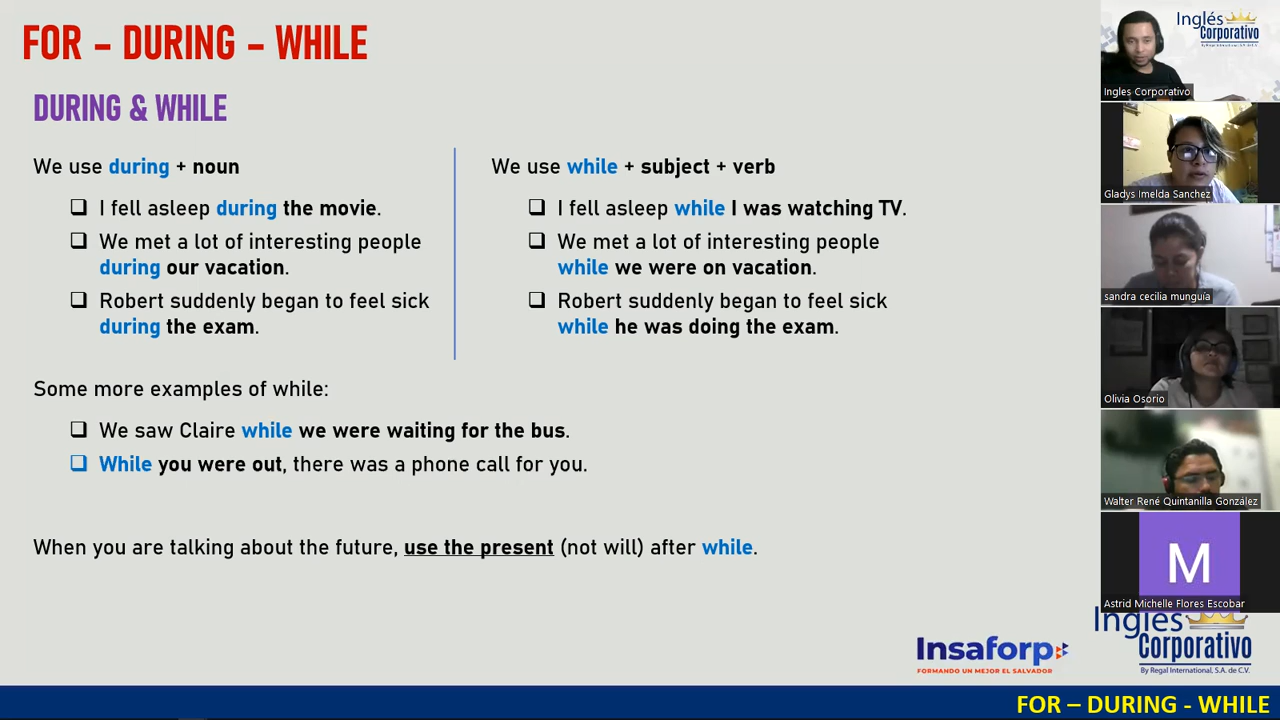 FOR – DURING – WHILE
DURING & WHILE
We use during + noun
I fell asleep during the movie.
We met a lot of interesting people
during our vacation.
Robert suddenly began to feel sick
during the exam.
We use while + subject + verb
I fell asleep while I was watching TV.
We met a lot of interesting people
while we were on vacation.
Robert suddenly began to feel sick
while he was doing the exam.
Some more examples of while:
We saw Claire while we were waiting for the bus.
While you were out, there was a phone call for you.
When you are talking about the future, use the present (not will) after while.
Insaforp
FORMANDO UN MEJOR EL SALVADOR
Inglés
Corporativo
By Regal International, S.A. de C.V.
FOR – DURING - WHILE
Inglés
Corporativo
By Regal International, S.A. de C.V.
Ingles Corporativo
Gladys Imelda Sanchez
sandra cecilia munguía
Olivia Osorio
Walter René Quintanilla González
M
Astrid Michelle Flores Escobar